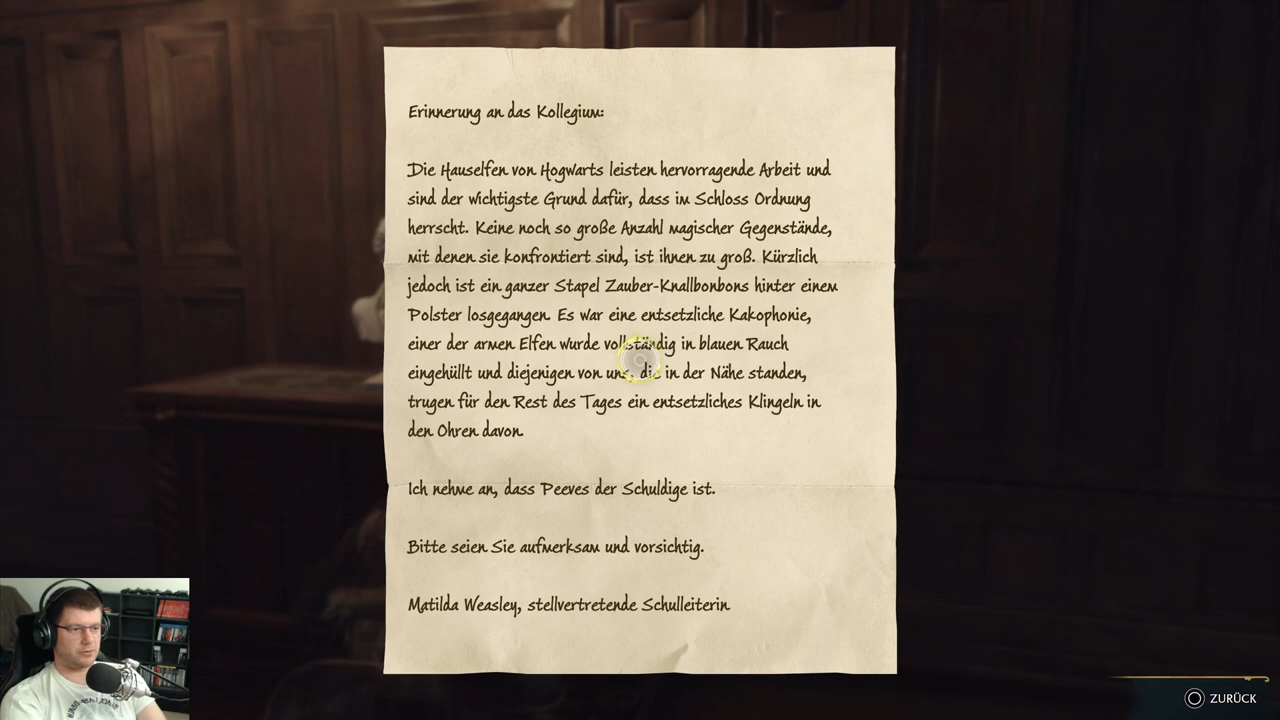 Erinnerung an das Kollegium:
Die Hauselfen von Hogwarts leisten hervorragende Arbeit und
sind der wichtigste Grund dafür, dass im Schloss Ordnung
herrscht. Keine noch so große Anzahl magischer Gegenstände,
mit denen sie konfrontiert sind, ist ihnen zu groß. Kürzlich
jedoch ist ein ganzer Stapel Zauber-Knallbonbons hinter einem
Polster losgegangen. Es war eine entsetzliche Kakophonie,
einer der armen Elfen wurde vollständig in blauen Rauch
eingehüllt und diejenigen von uns, die in der Nähe standen,
trugen für den Rest des Tages ein entsetzliches Klingeln in
den Ohren davon.
Ich nehme an, dass Peeves der Schuldige ist.
Bitte seien Sie aufmerksam und vorsichtig.
Matilda Weasley, stellvertretende Schulleiterin
ZURÜCK